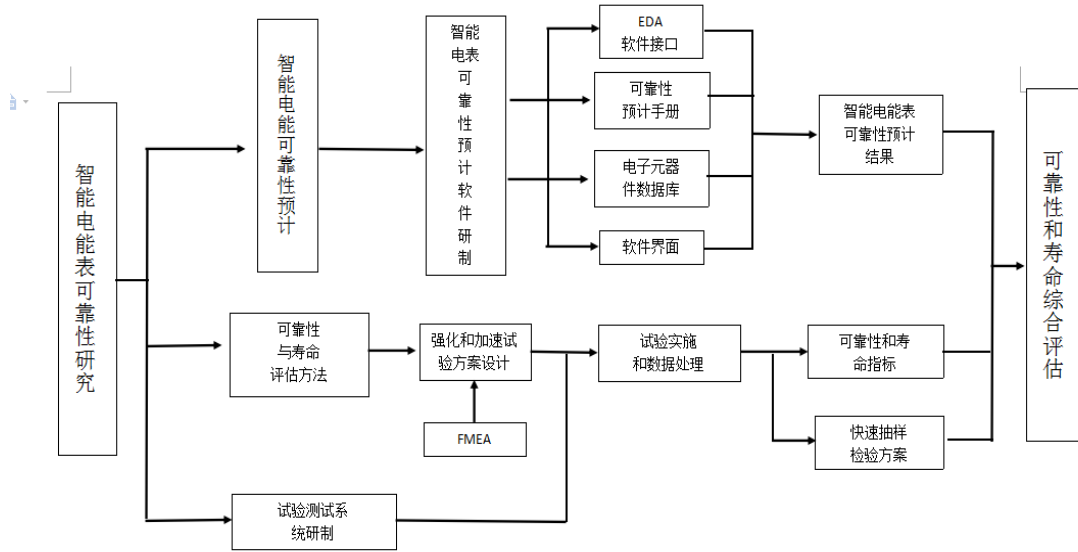 智能电能表可靠性研究
智能电能可靠性预计
智能
电表
可
靠
性
预
计
软
件
研
制
EDA
软件接口
可靠性
预计手册
电子元器
件数据库
软件界面
智能电能表
可靠性预计
结果
可靠性和寿命综合评估
可靠性
与寿命
评估方法
强化和加速试
验方案设计
FMEA
试验实施
和数据处理
可靠性和寿
命指标
快速抽样
检验方案
试验测试系
统研制